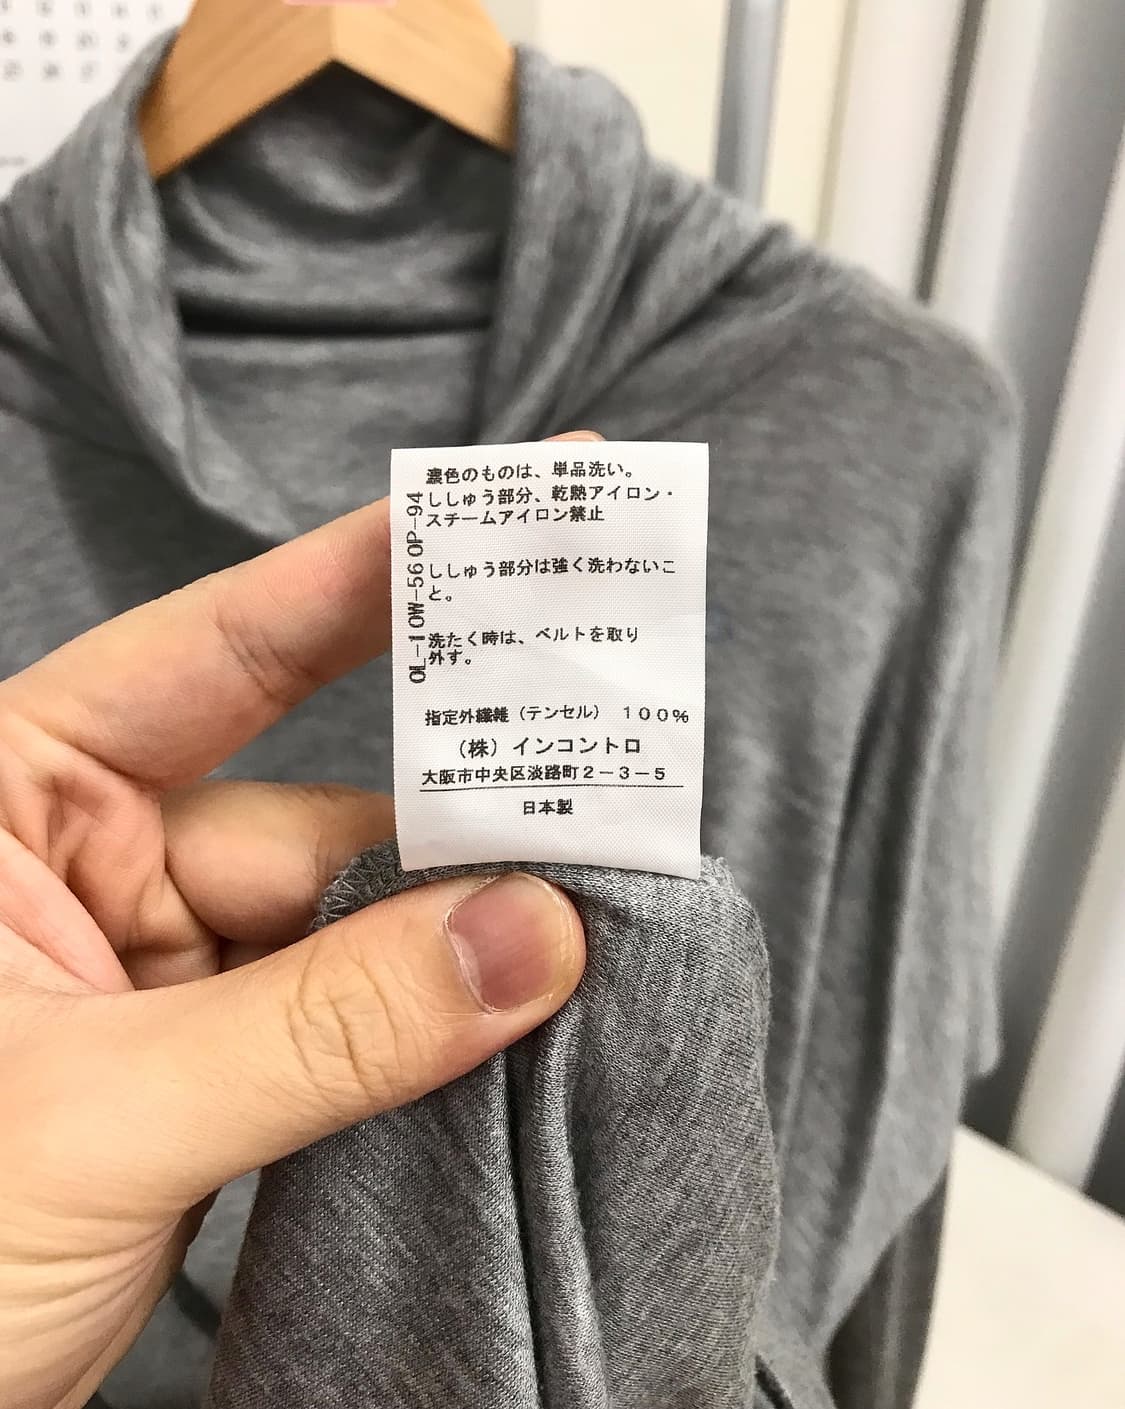 濃色のものは、単品洗い。
ししゅう部分、乾熱アイロン・
スチームアイロン禁止
ししゅう部分は強く洗わないこ
と。
洗たく時は、ベルトを取り
外す。
OL-1 OW-56 OP-94
指定外繊維（テンセル） 100%
（株）インコントロ
大阪市中央区淡路町2-3-5
日本製